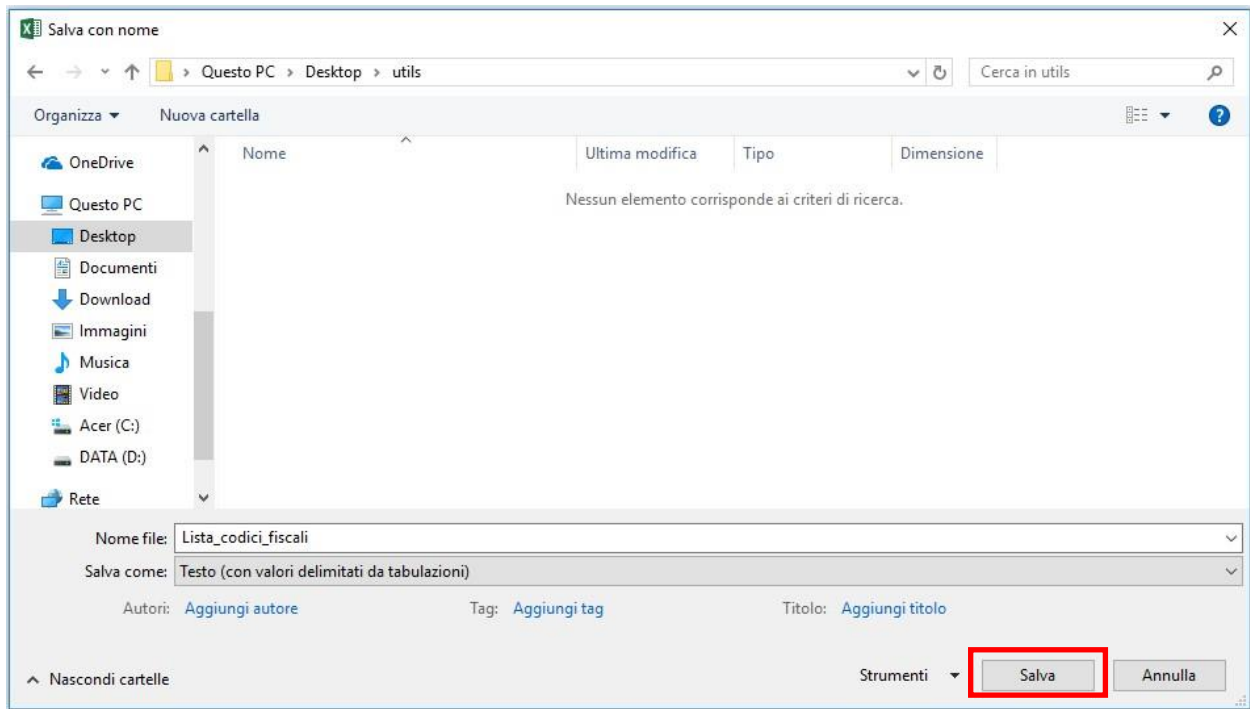 Salva con nome
Questo PC > Desktop > utils
Cerca in utils
Organizza
Nuova cartella
Nome
Ultima modifica
Tipo
Dimensione
Nessun elemento corrisponde ai criteri di ricerca.
OneDrive
Questo PC
Desktop
Documenti
Download
Immagini
Musica
Video
Acer (C:)
DATA (D:)
Rete
Nome file: Lista_codici_fiscali
Salva come: Testo (con valori delimitati da tabulazioni)
Autori: Aggiungi autore
Tag: Aggiungi tag
Titolo: Aggiungi titolo
Nascondi cartelle
Strumenti
Salva
Annulla